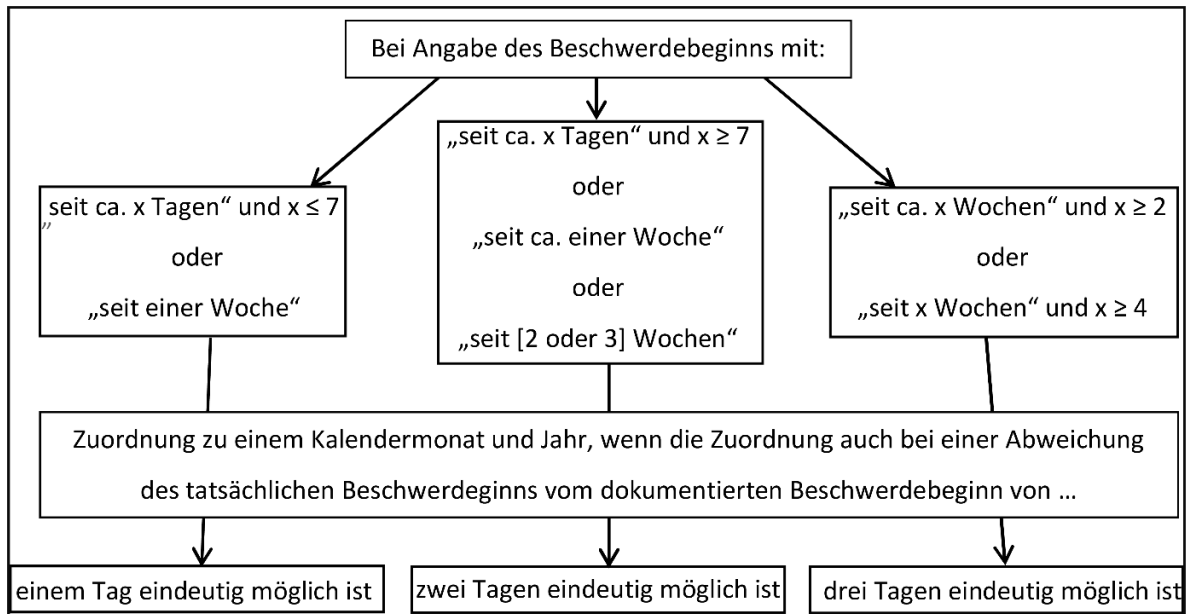 Bei Angabe des Beschwerdebeginns mit:
„seit ca. x Tagen“ und x ≤ 7
oder
„seit einer Woche“
„seit ca. x Tagen“ und x ≥ 7
oder
„seit ca. einer Woche“
oder
„seit [2 oder 3] Wochen“
„seit ca. x Wochen“ und x ≥ 2
oder
„seit x Wochen“ und x ≥ 4
Zuordnung zu einem Kalendermonat und Jahr, wenn die Zuordnung auch bei einer Abweichung
des tatsächlichen Beschwerdeginns vom dokumentierten Beschwerdebeginn von ...
einem Tag eindeutig möglich ist
zwei Tagen eindeutig möglich ist
drei Tagen eindeutig möglich ist